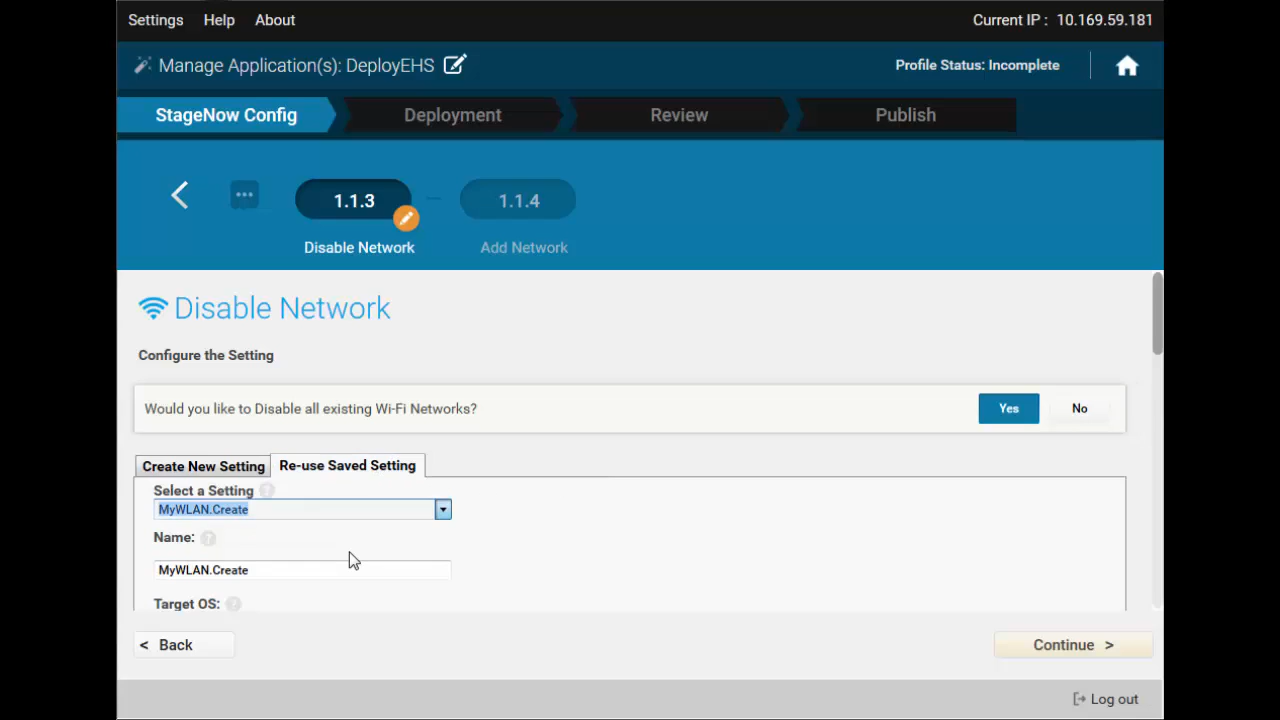 Settings Help About Current IP : 10.169.59.181
Manage Application(s): DeployEHS Profile Status: Incomplete
StageNow Config Deployment Review Publish
1.1.3 1.1.4
Disable Network Add Network
Disable Network
Configure the Setting
Would you like to Disable all existing Wi-Fi Networks? Yes No
Create New Setting Re-use Saved Setting
Select a Setting ?
MyWLAN.Create
Name: ?
MyWLAN.Create
Target OS: ?
< Back Continue >
Log out